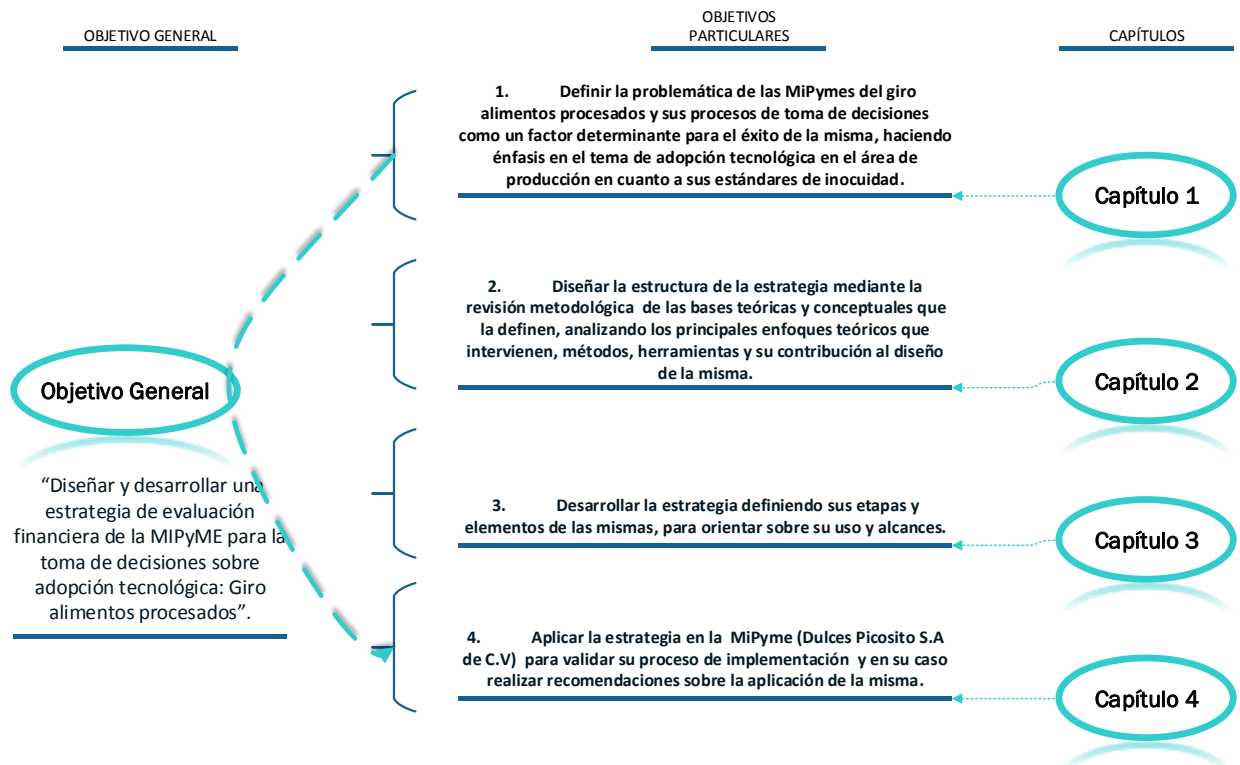 OBJETIVO GENERAL
OBJETIVOS
PARTICULARES
CAPÍTULOS
1. Definir la problemática de las MiPymes del giro
alimentos procesados y sus procesos de toma de decisiones
como un factor determinante para el éxito de la misma, haciendo
énfasis en el tema de adopción tecnológica en el área de
producción en cuanto a sus estándares de inocuidad.
Capítulo 1
2. Diseñar la estructura de la estrategia mediante la
revisión metodológica de las bases teóricas y conceptuales que
la definen, analizando los principales enfoques teóricos que
intervienen, métodos, herramientas y su contribución al diseño
de la misma.
Capítulo 2
Objetivo General
“Diseñar y desarrollar una
estrategia de evaluación
financiera de la MIPyME para la
toma de decisiones sobre
adopción tecnológica: Giro
alimentos procesados”.
3. Desarrollar la estrategia definiendo sus etapas y
elementos de las mismas, para orientar sobre su uso y alcances.
Capítulo 3
4. Aplicar la estrategia en la MiPyme (Dulces Picosito S.A
de C.V) para validar su proceso de implementación y en su caso
realizar recomendaciones sobre la aplicación de la misma.
Capítulo 4